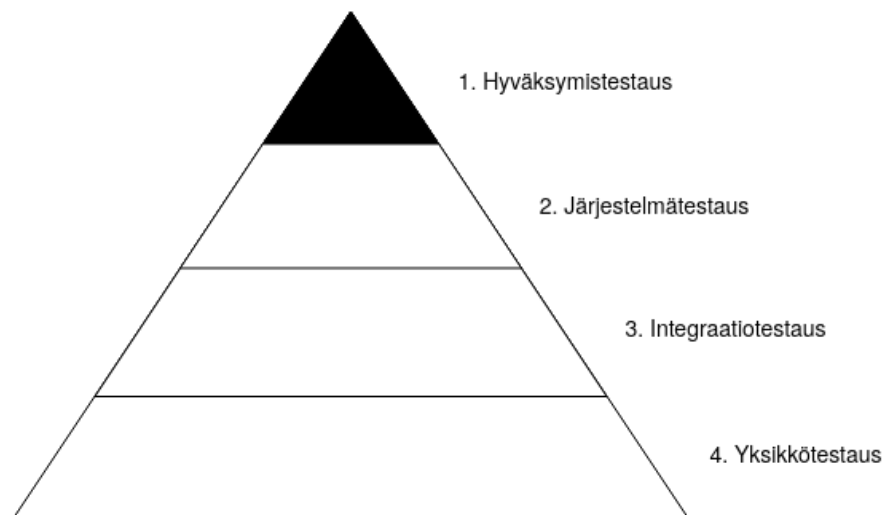 1. Hyväksymistestaus
2. Järjestelmätestaus
3. Integraatiotestaus
4. Yksikkötestaus